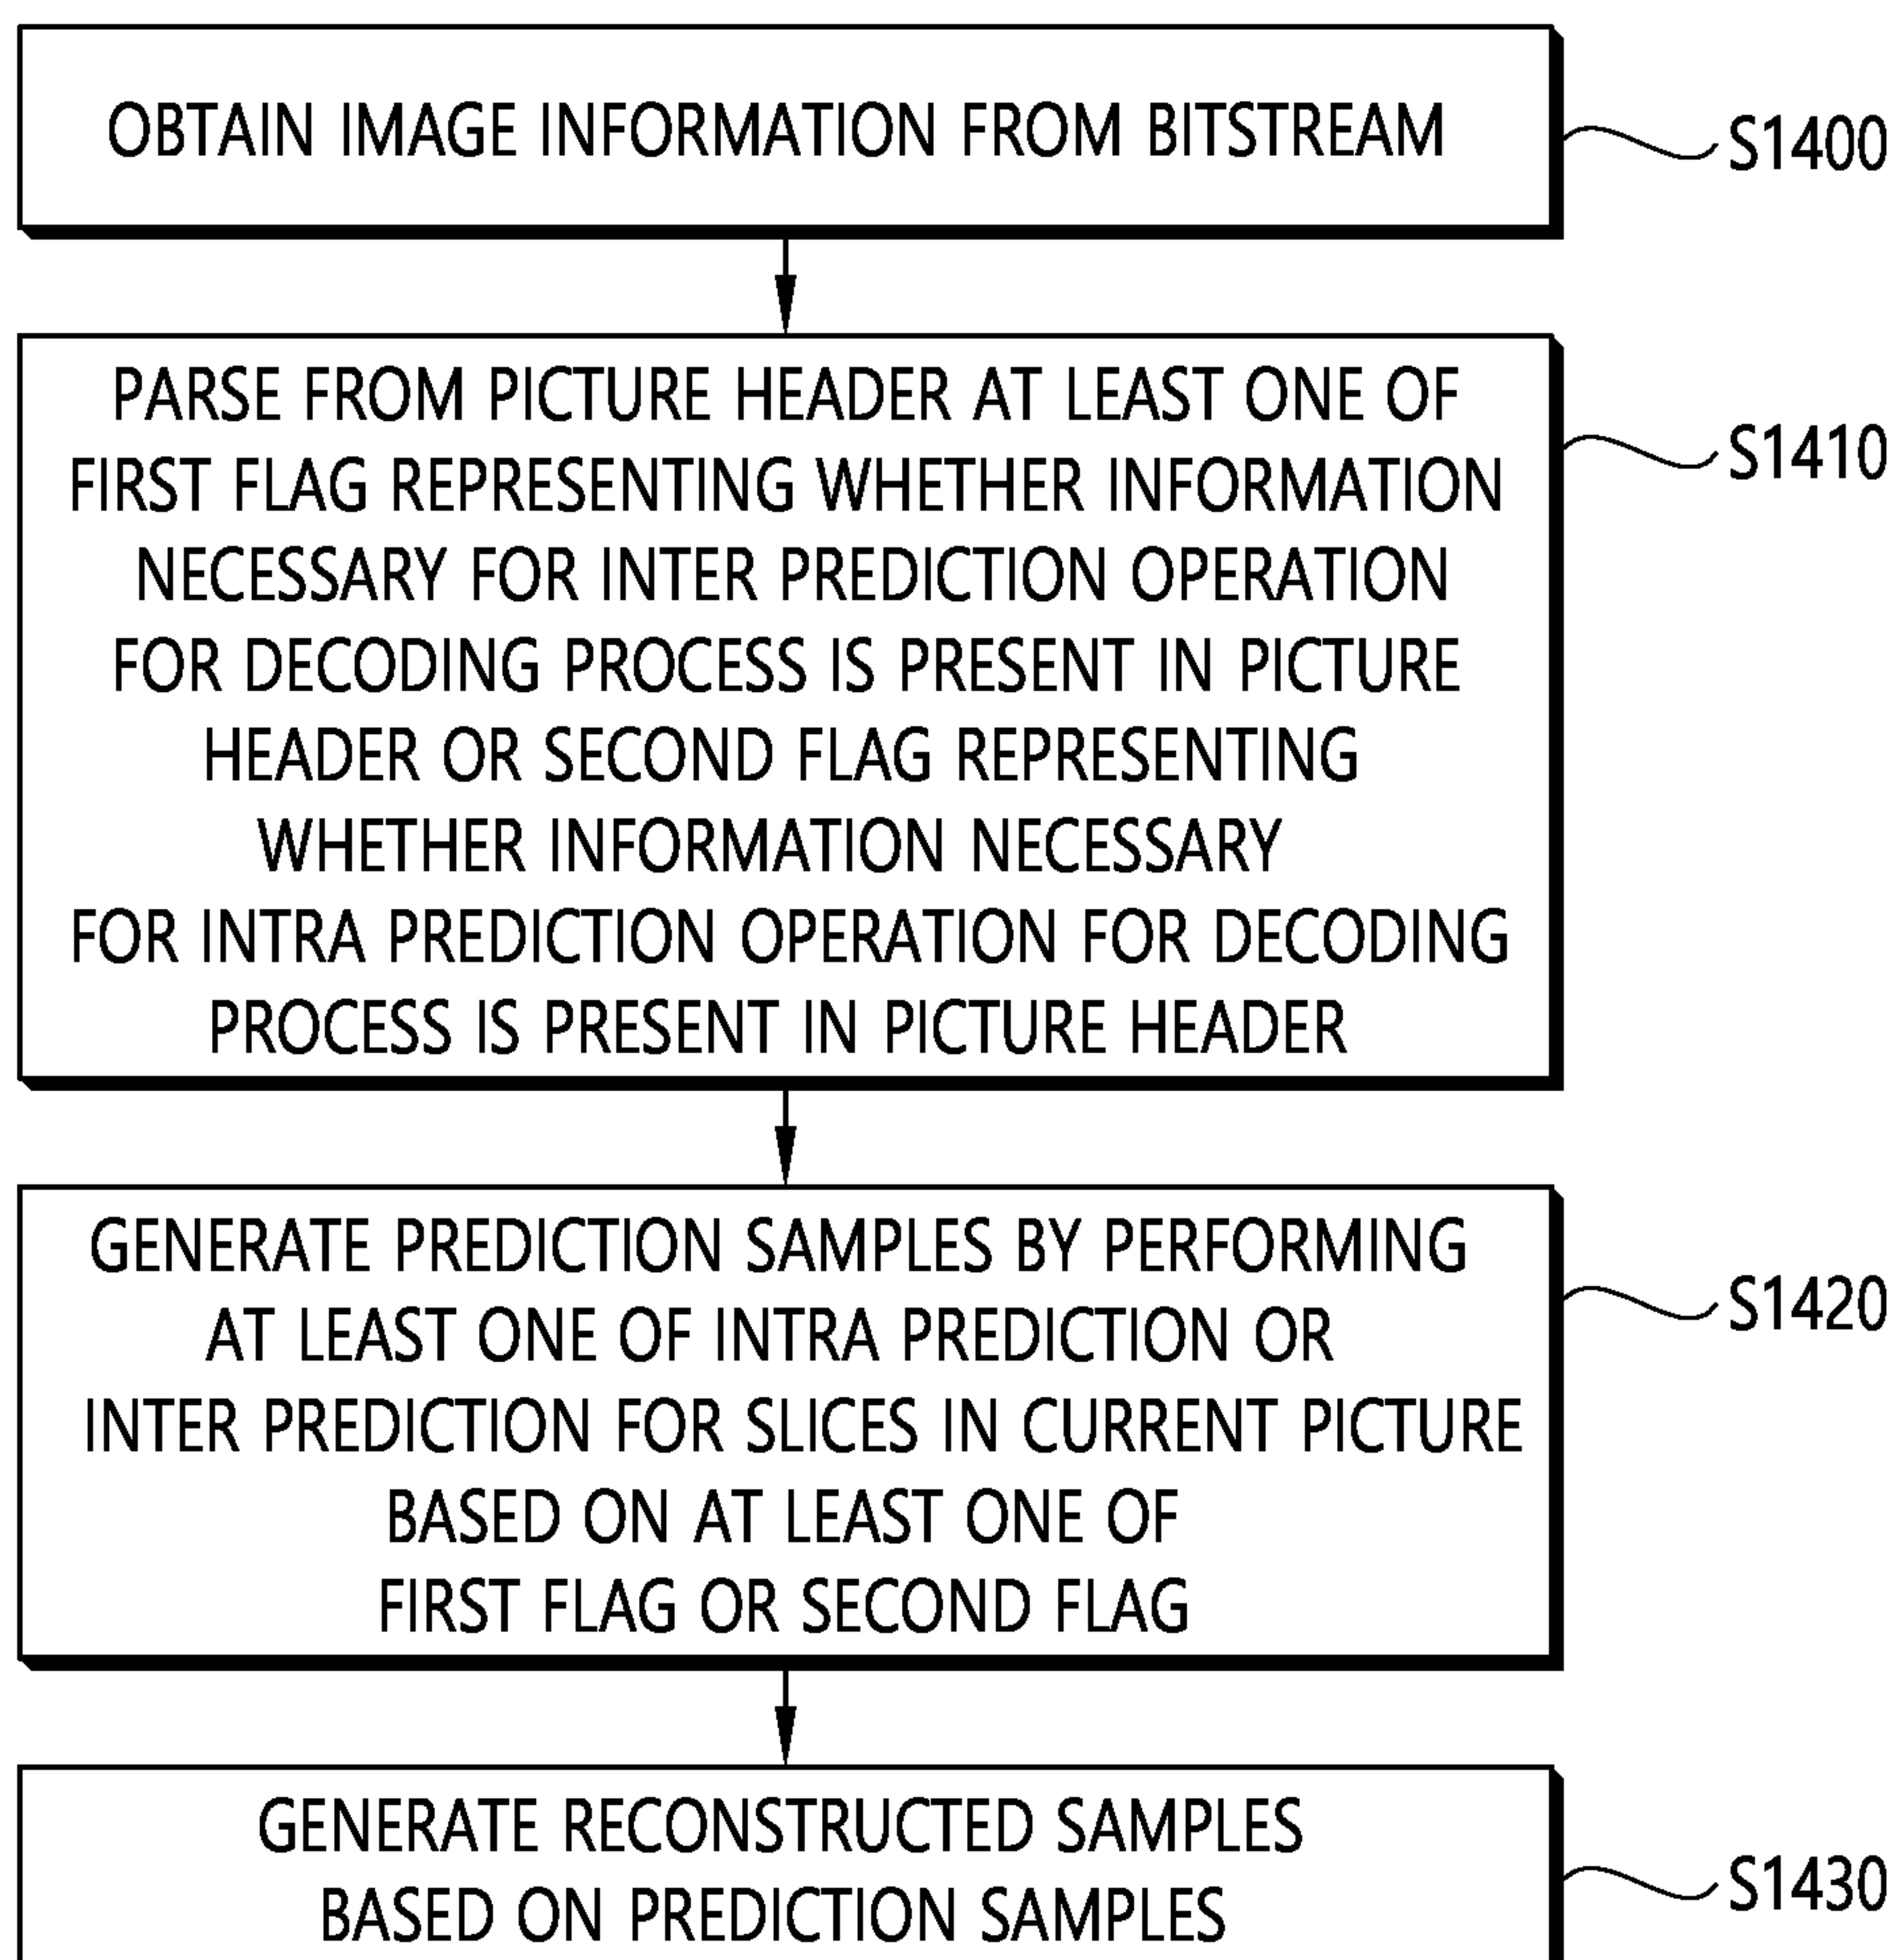 OBTAIN IMAGE INFORMATION FROM BITSTREAM
S1400
PARSE FROM PICTURE HEADER AT LEAST ONE OF
FIRST FLAG REPRESENTING WHETHER INFORMATION
NECESSARY FOR INTER PREDICTION OPERATION
FOR DECODING PROCESS IS PRESENT IN PICTURE
HEADER OR SECOND FLAG REPRESENTING
WHETHER INFORMATION NECESSARY
FOR INTRA PREDICTION OPERATION FOR DECODING
PROCESS IS PRESENT IN PICTURE HEADER
S1410
GENERATE PREDICTION SAMPLES BY PERFORMING
AT LEAST ONE OF INTRA PREDICTION OR
INTER PREDICTION FOR SLICES IN CURRENT PICTURE
BASED ON AT LEAST ONE OF
FIRST FLAG OR SECOND FLAG
S1420
GENERATE RECONSTRUCTED SAMPLES
BASED ON PREDICTION SAMPLES
S1430